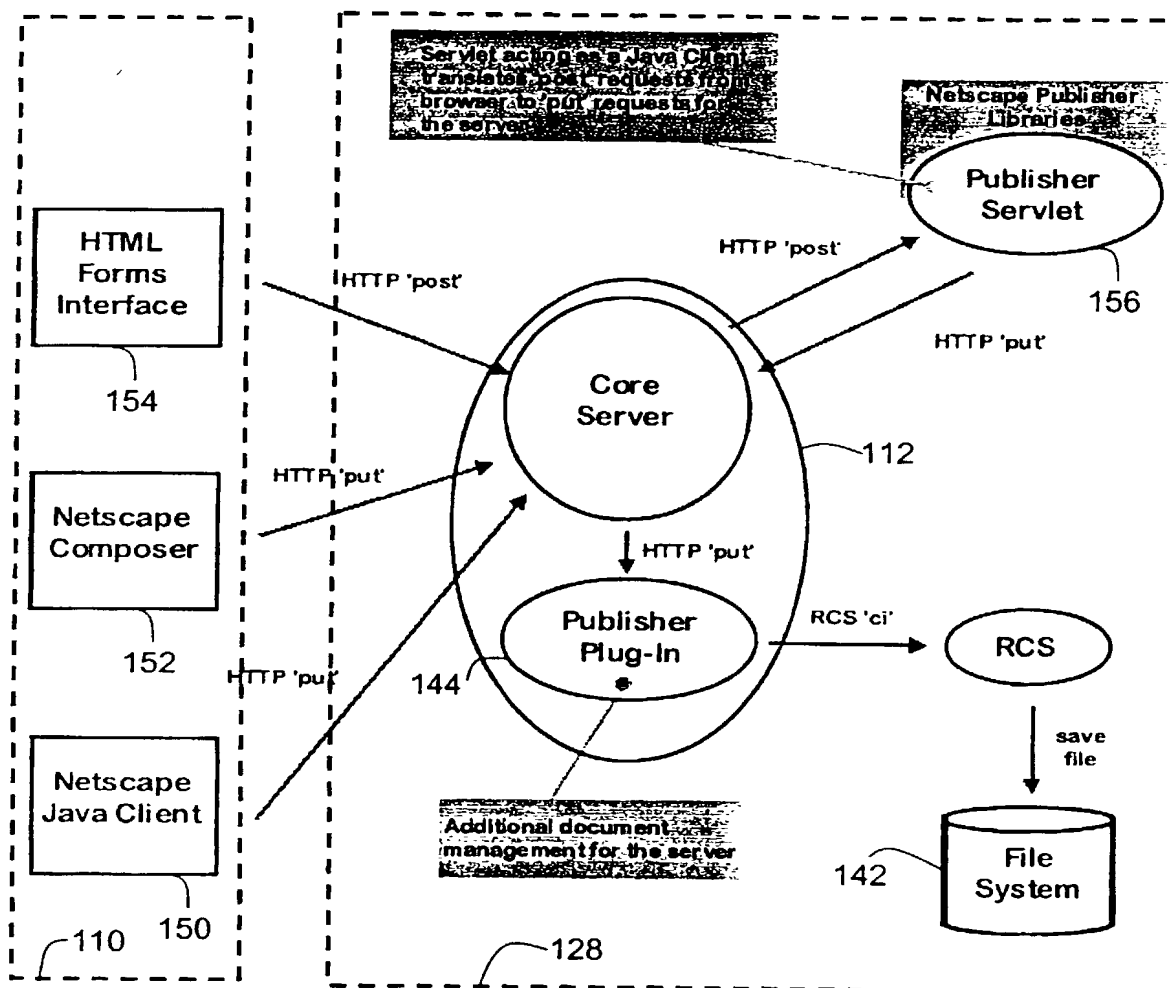 Servlet acting as a Java Client
translates 'post' requests from
browser to 'put' requests for
the server
Netscape Publisher
Libraries
Publisher
Servlet
156
HTTP 'post'
HTTP 'put'
HTML
Forms
Interface
154
HTTP 'post'
Core
Server
112
Netscape
Composer
152
HTTP 'put'
HTTP 'put'
Publisher
Plug-In
144
RCS 'ci'
RCS
HTTP 'put'
save
file
Netscape
Java Client
150
Additional document
management for the server
File
System
142
110
128